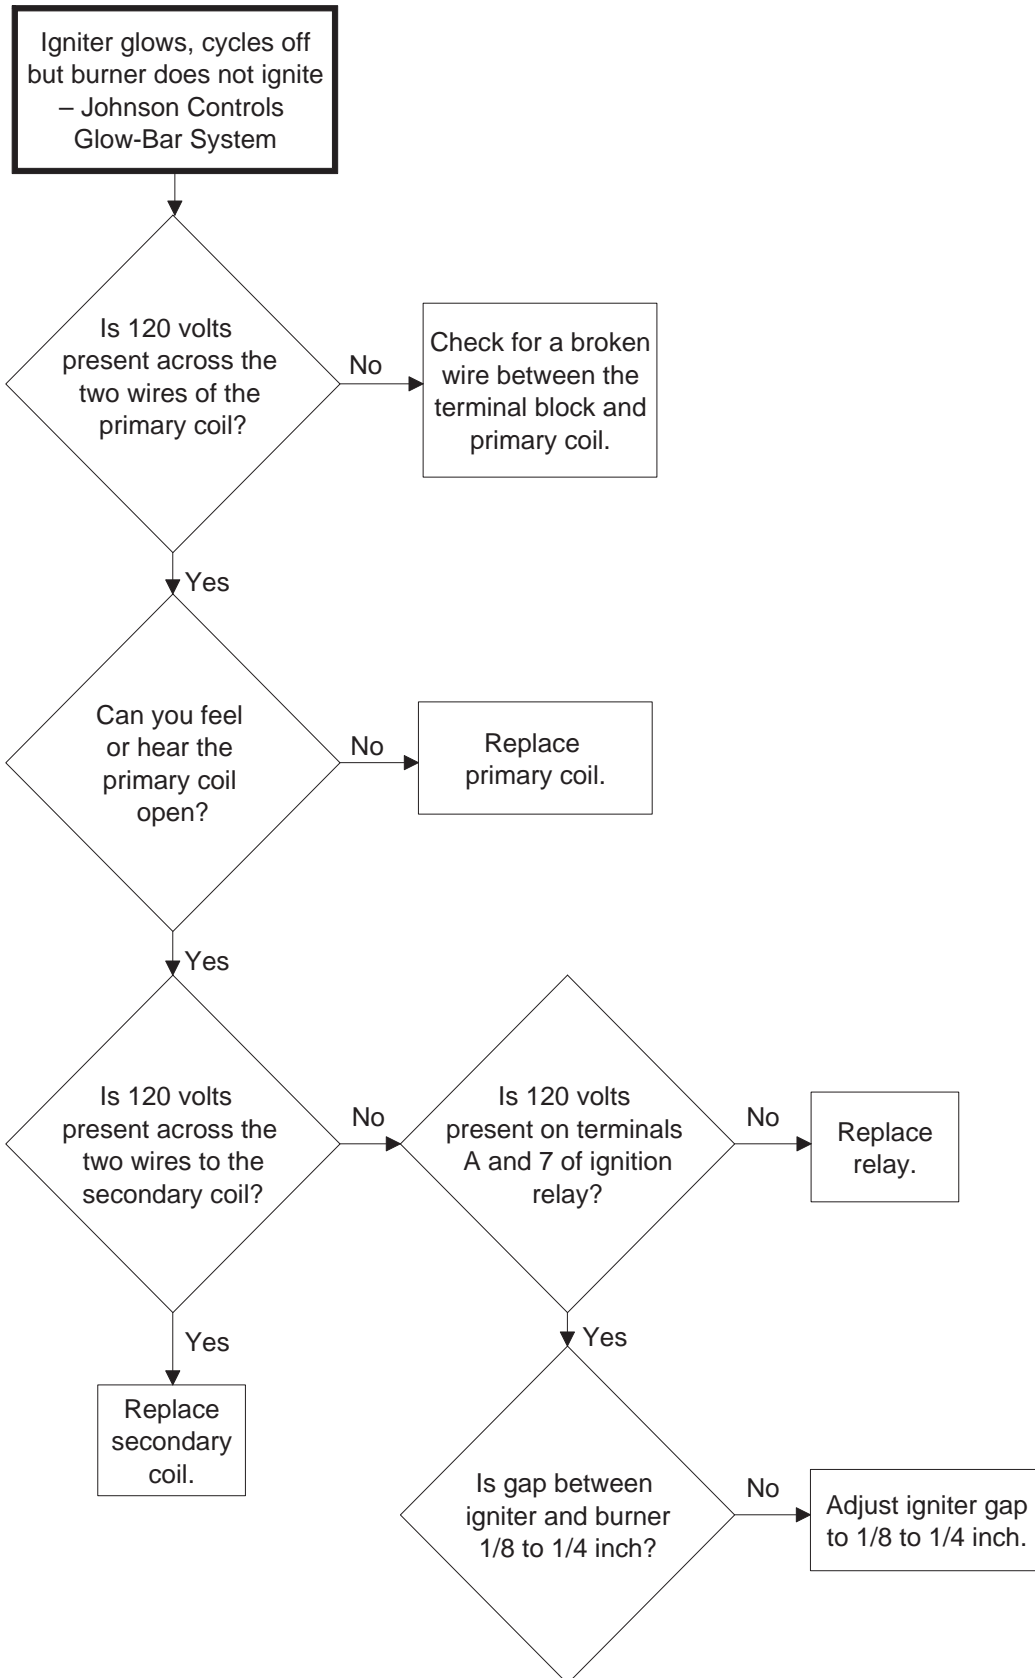 Igniter glows, cycles off
but burner does not ignite
– Johnson Controls
Glow-Bar System
Is 120 volts
present across the
two wires of the
primary coil?
No
Check for a broken
wire between the
terminal block and
primary coil.
Yes
Can you feel
or hear the
primary coil
open?
No
Replace
primary coil.
Yes
Is 120 volts
present across the
two wires to the
secondary coil?
No
Is 120 volts
present on terminals
A and 7 of ignition
relay?
No
Replace
relay.
Yes
Replace
secondary
coil.
Yes
Is gap between
igniter and burner
1/8 to 1/4 inch?
No
Adjust igniter gap
to 1/8 to 1/4 inch.